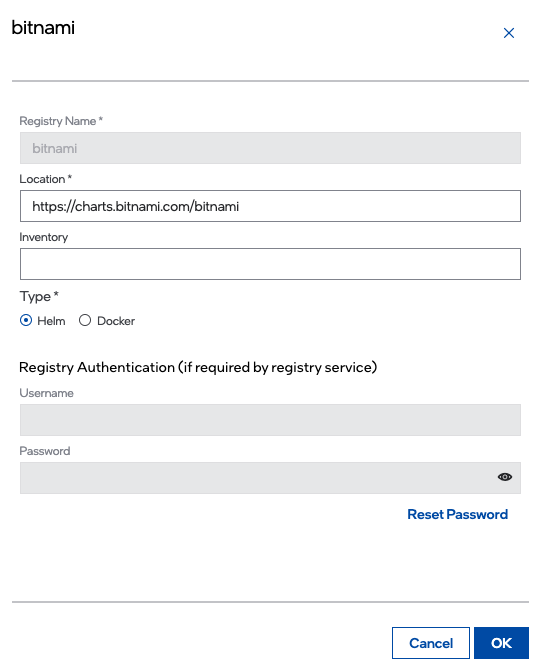 bitnami
Registry Name *
bitnami
Location *
https://charts.bitnami.com/bitnami
Inventory
Type *
Helm Docker
Registry Authentication (if required by registry service)
Username
Password
Reset Password
Cancel OK